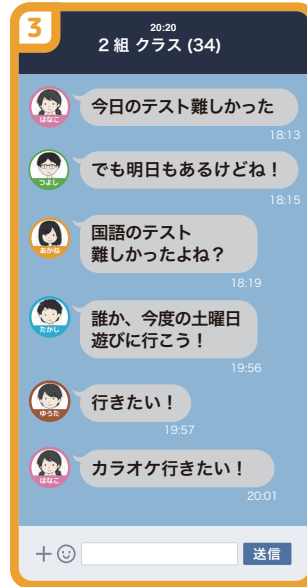 3
20:20
2組 クラス (34)
はなこ
今日のテスト難しかった
18:13
つよし
でも明日もあるけどね！
18:15
あかね
国語のテスト
難しかったよね？
18:19
たかし
誰か、今度の土曜日
遊びに行こう！
19:56
ゆうた
行きたい！
19:57
はなこ
カラオケ行きたい！
20:01
送信